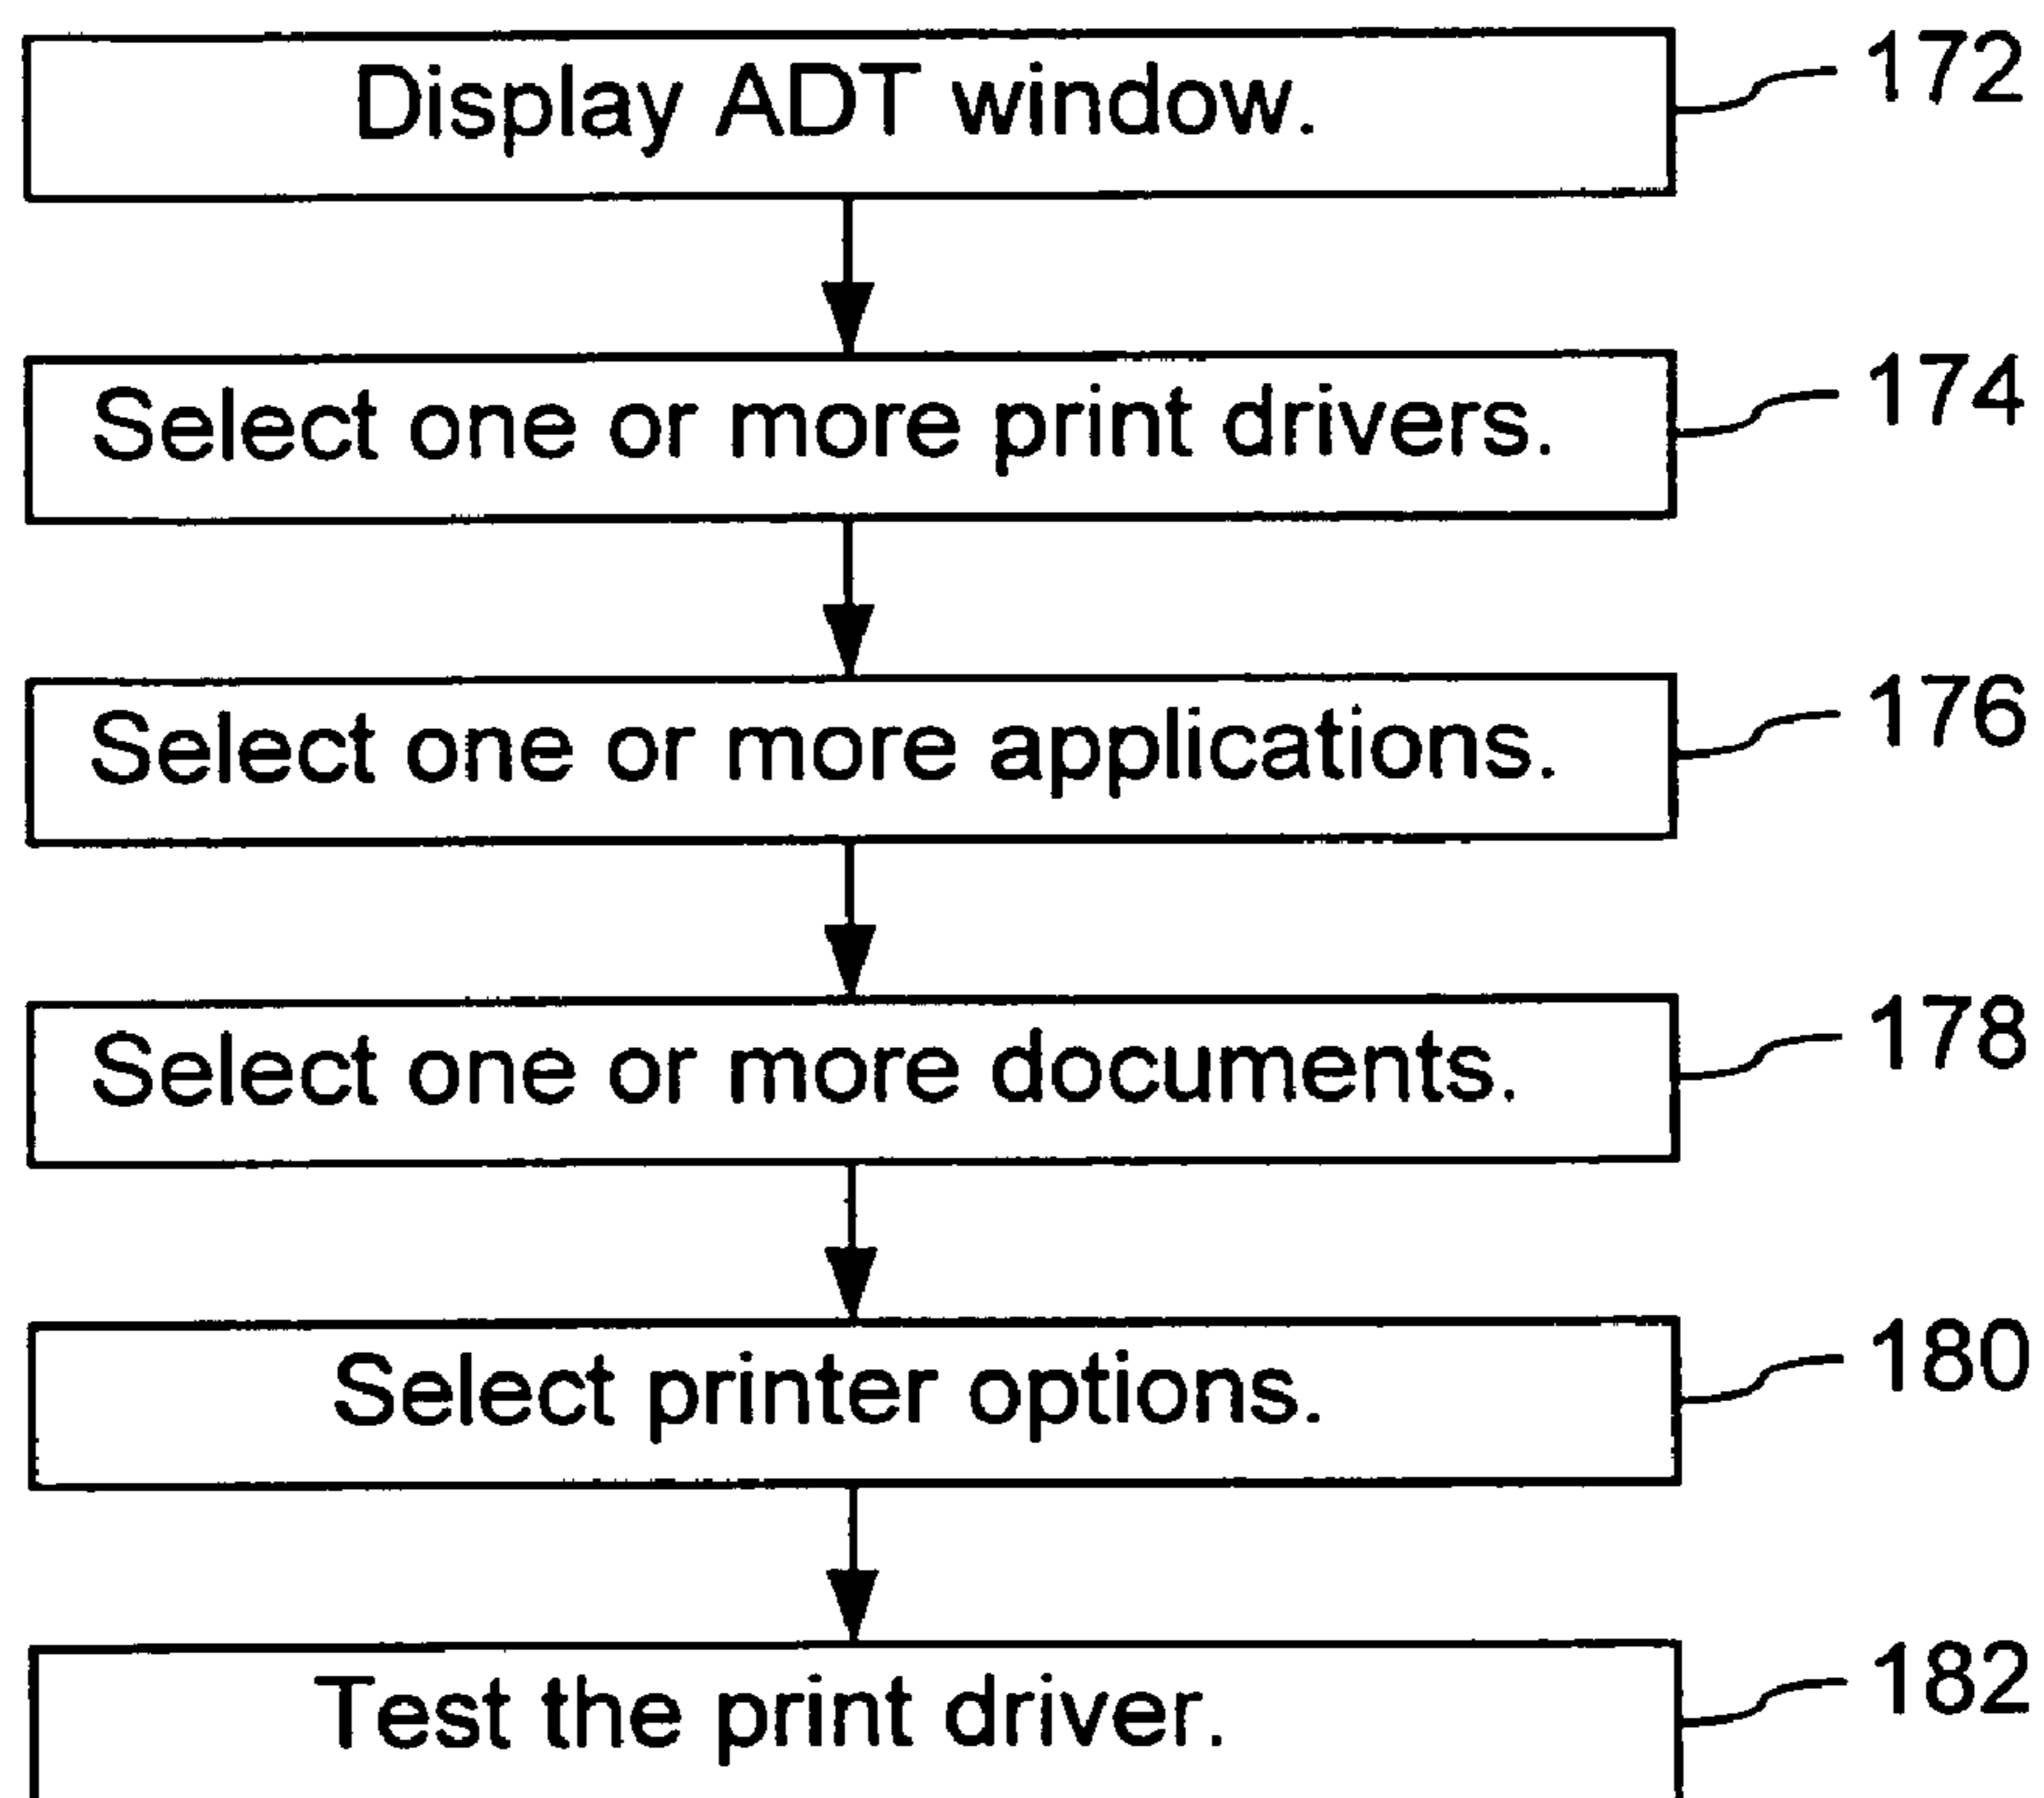 Display ADT window.
172
Select one or more print drivers.
174
Select one or more applications.
176
Select one or more documents.
178
Select printer options.
180
Test the print driver.
182